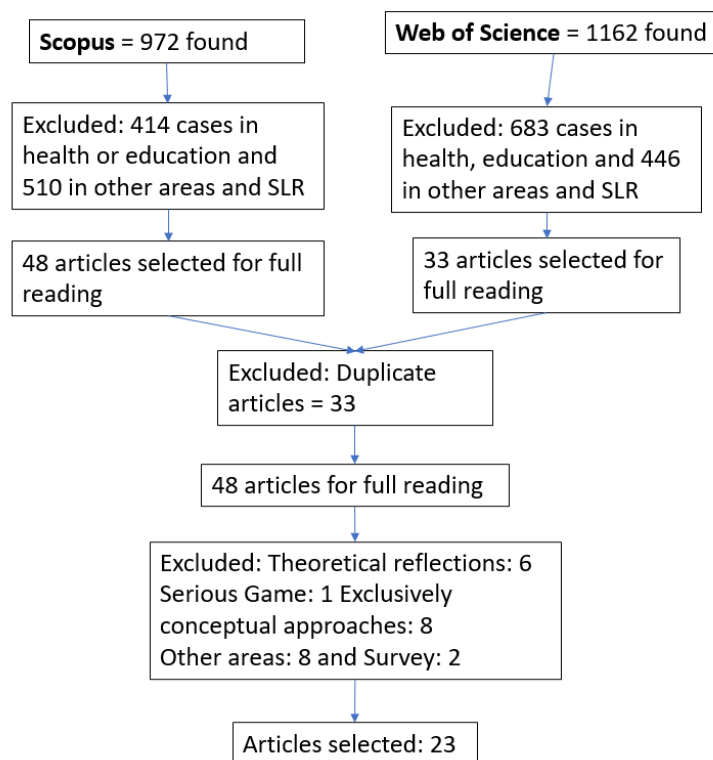 Scopus = 972 found
Web of Science = 1162 found
Excluded: 414 cases in
health or education and
510 in other areas and SLR
Excluded: 683 cases in
health, education and 446
in other areas and SLR
48 articles selected for full
reading
33 articles selected for
full reading
Excluded: Duplicate
articles = 33
48 articles for full reading
Excluded: Theoretical reflections: 6
Serious Game: 1 Exclusively
conceptual approaches: 8
Other areas: 8 and Survey: 2
Articles selected: 23